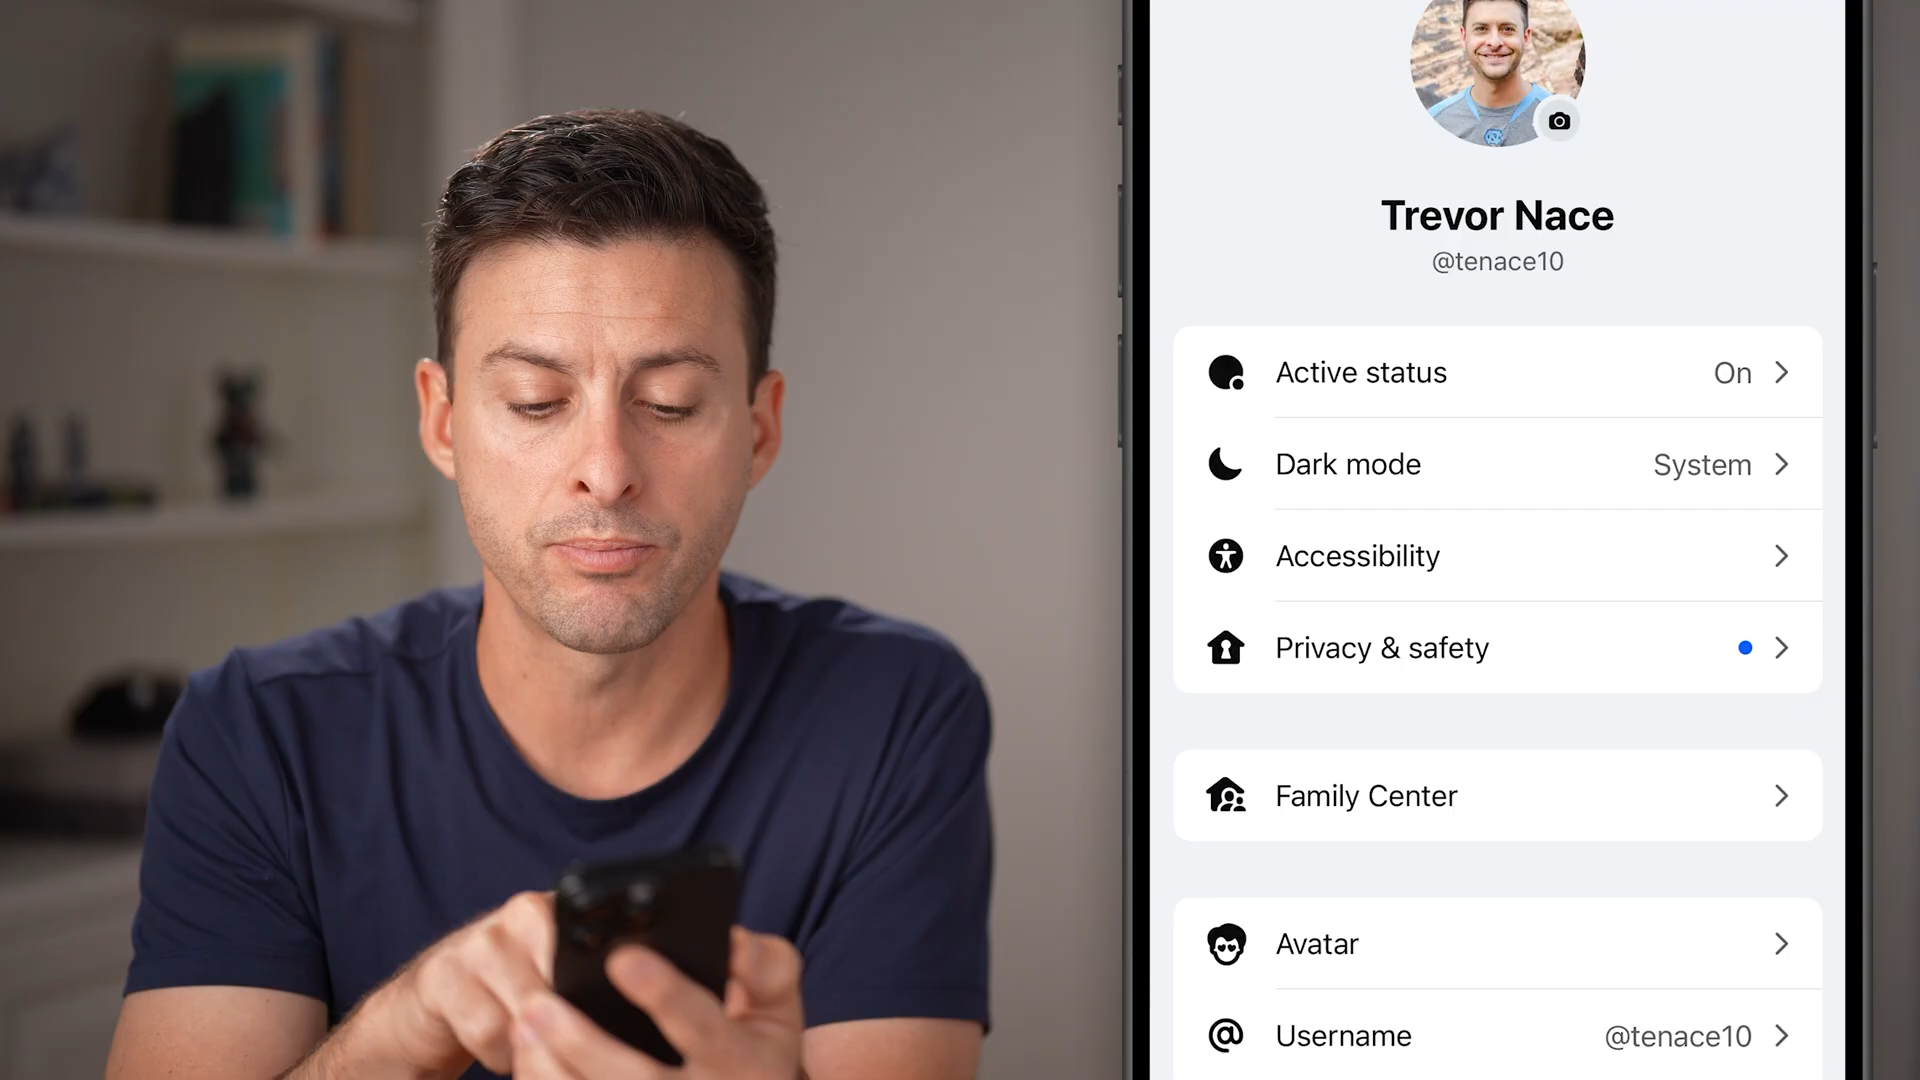 Trevor Nace
@tenace10
Active status On
Dark mode System
Accessibility
Privacy & safety
Family Center
Avatar
Username @tenace10